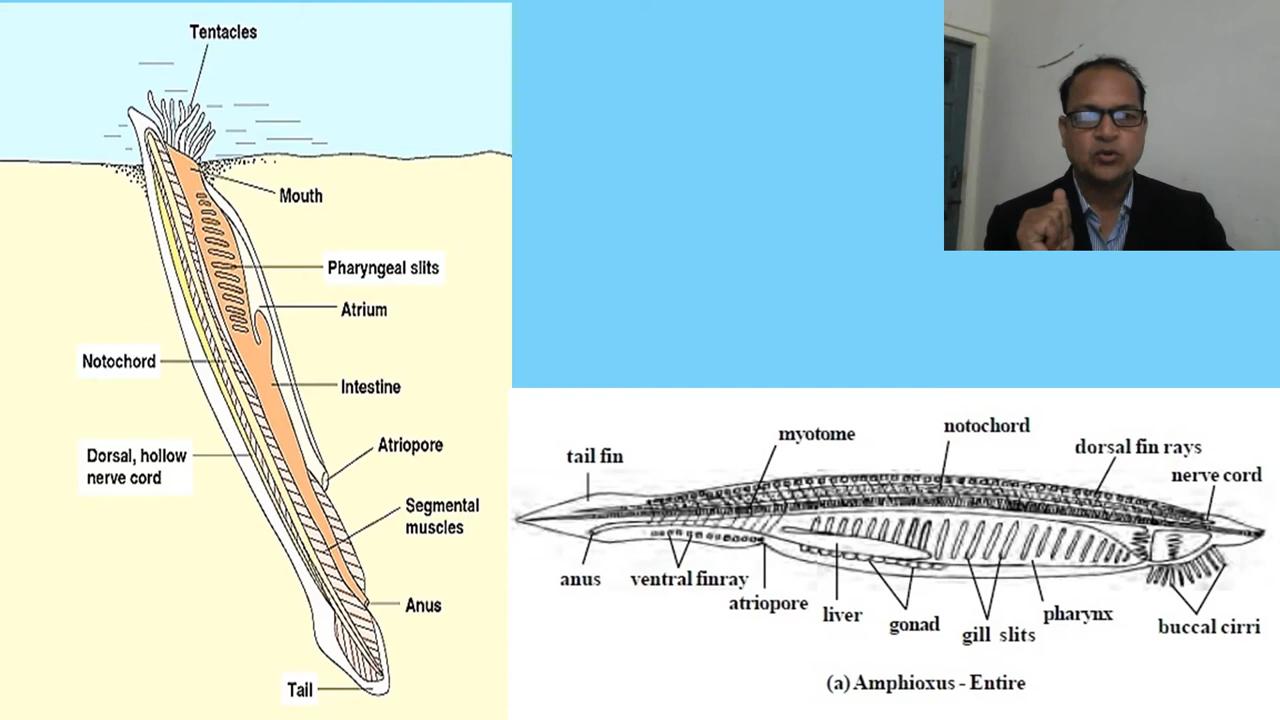 Tentacles
Mouth
Pharyngeal slits
Atrium
Notochord
Intestine
Dorsal, hollow
nerve cord
Atriopore
Segmental
muscles
Anus
Tail
notochord
myotome
dorsal fin rays
tail fin
nerve cord
anus
ventral finray
atriopore
liver
gonad
gill slits
pharynx
buccal cirri
(a) Amphioxus - Entire